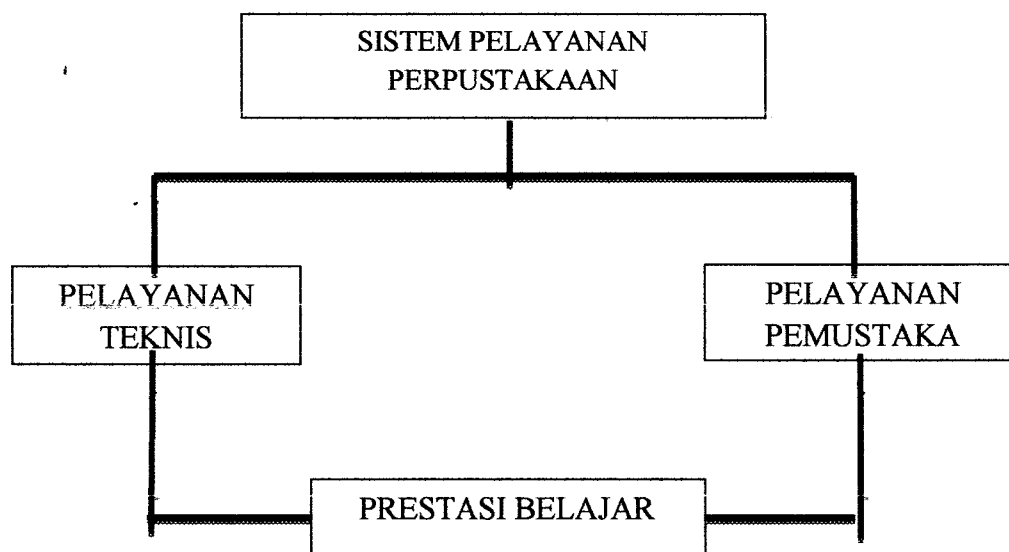 SISTEM PELAYANAN
PERPUSTAKAAN
PELAYANAN
TEKNIS
PELAYANAN
PEMUSTAKA
PRESTASI BELAJAR